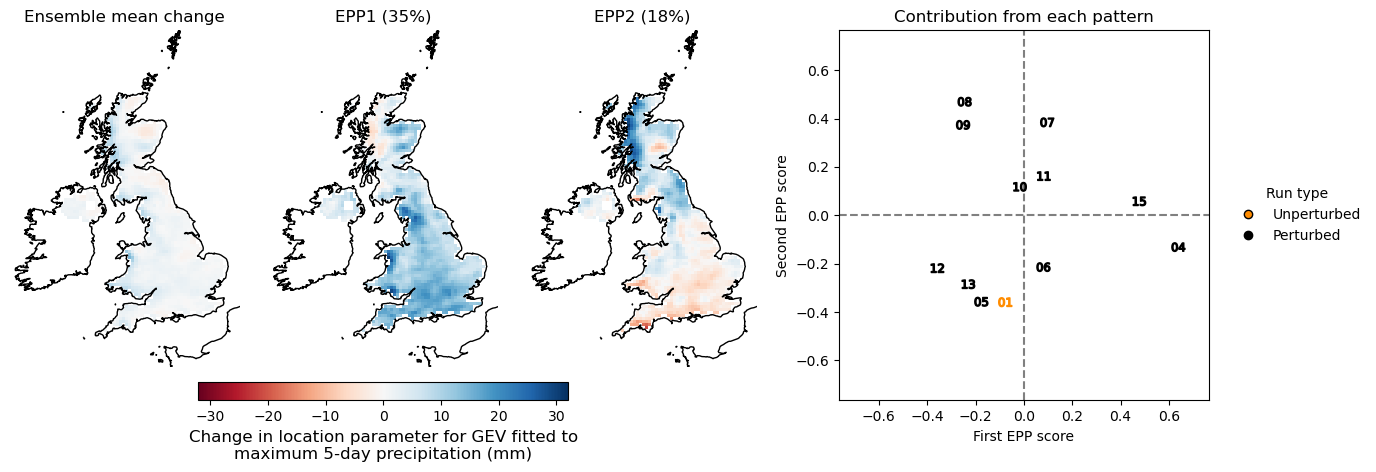 Ensemble mean change
EPP1 (35%)
EPP2 (18%)
Contribution from each pattern
−30 −20 −10 0 10 20 30
Change in location parameter for GEV fitted to
maximum 5-day precipitation (mm)
Second EPP score
0.6
0.4
0.2
0.0
−0.2
−0.4
−0.6
08
09
07
11
10
15
04
12
06
13
05
01
−0.6 −0.4 −0.2 0.0 0.2 0.4 0.6
First EPP score
Run type
Unperturbed
Perturbed